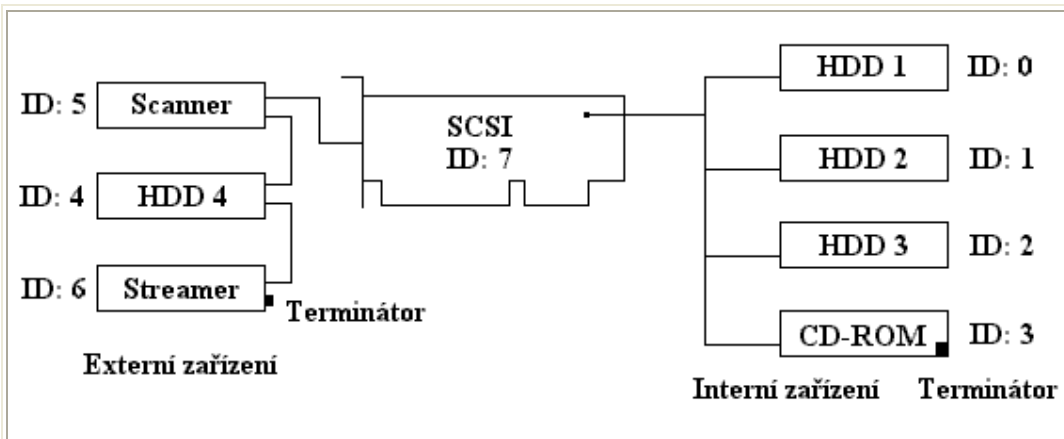 ID: 5 Scanner
ID: 4 HDD 4
ID: 6 Streamer
Terminátor
Externí zařízení
SCSI
ID: 7
HDD 1 ID: 0
HDD 2 ID: 1
HDD 3 ID: 2
CD-ROM ID: 3
Interní zařízení Terminátor